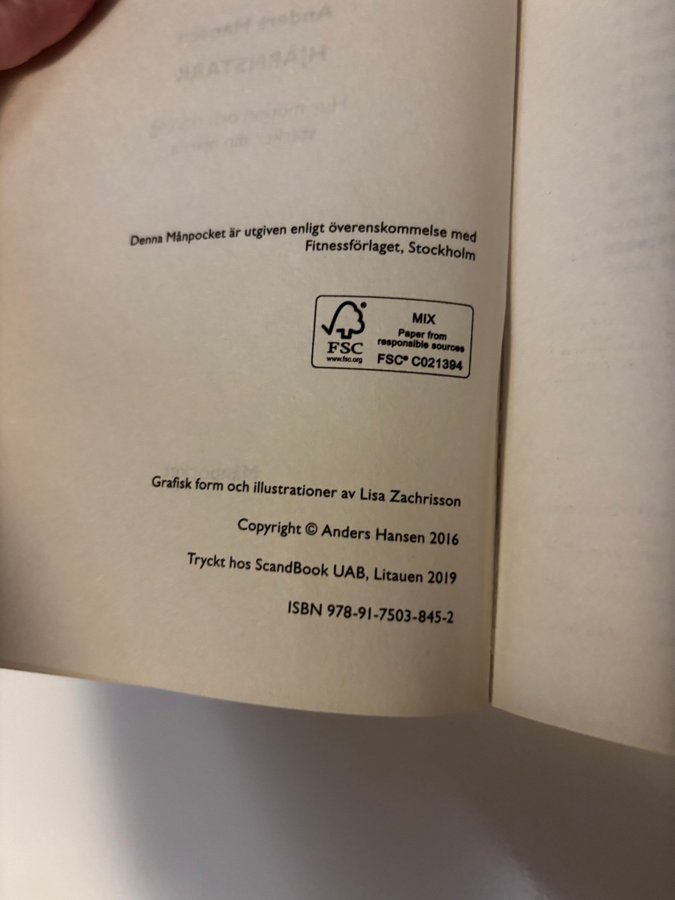 Denna Månpocket är utgiven enligt överenskommelse med
Fitnessförlaget, Stockholm
FSC
www.fsc.org
MIX
Paper from
responsible sources
FSC® C021394
Grafisk form och illustrationer av Lisa Zachrisson
Copyright © Anders Hansen 2016
Tryckt hos ScandBook UAB, Litauen 2019
ISBN 978-91-7503-845-2